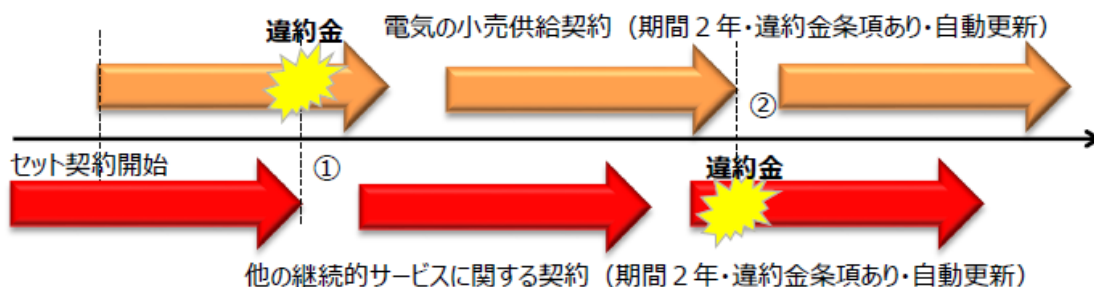 違約金
電気の小売供給契約（期間２年・違約金条項あり・自動更新）
②
セット契約開始
①
違約金
他の継続的サービスに関する契約（期間２年・違約金条項あり・自動更新）